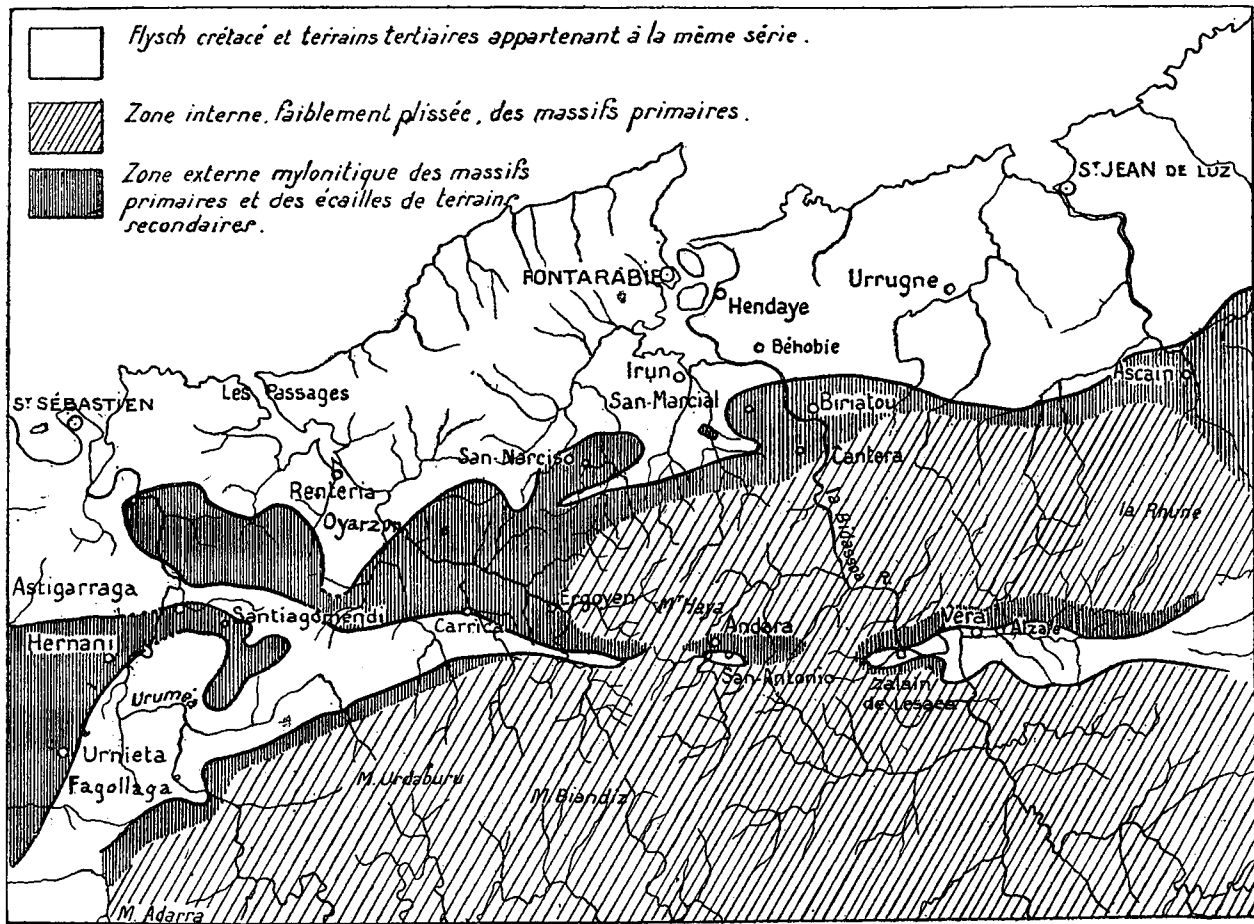 Flysch crétacé et terrains tertiaires appartenant à la même série.
Zone interne, faiblement plissée, des massifs primaires.
Zone externe mylonitique des massifs
primaires et des écailles de terrains
secondaires.
ST JEAN DE LUZ
FONTARABIE
Urrugne
Hendaye
Béhobie
Irun
Ascain
Les Passages
San-Marcial
Biriatou
ST SÉBASTIEN
San-Narciso
Cantera
Renteria
Oyarzun
la Bidassoa
la Rhune
Astigarraga
Ergoyen
Mt Haya
Santiagomendi
Carrica
Andara
Véra
Alzate
Hernani
San-Antonio
Zalain
de Lesaca
Urumea
Urnieta
Fagollaga
M. Urdaburu
M. Biandiz
M. Adarra